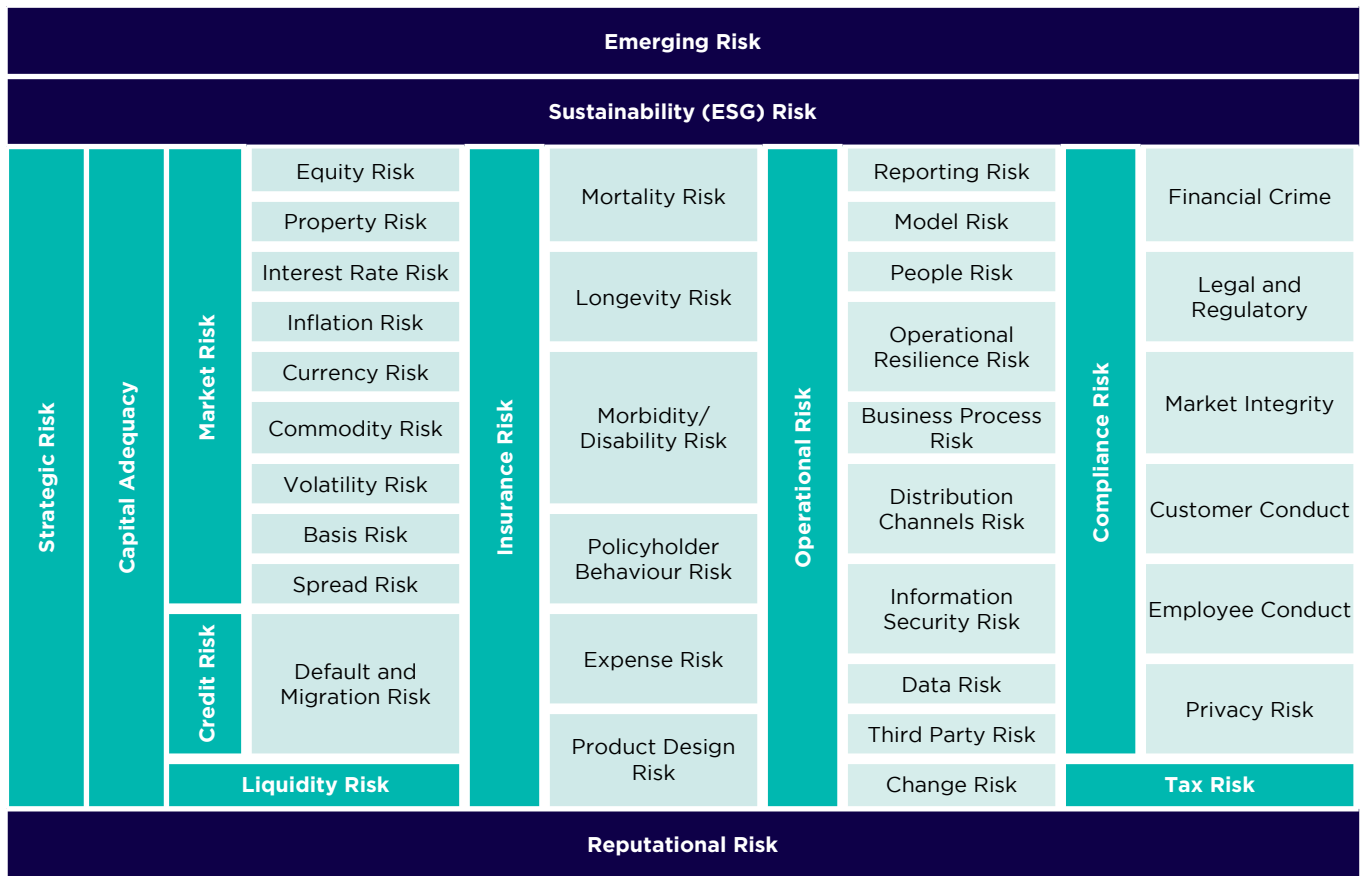 Emerging Risk
Sustainability (ESG) Risk
Strategic Risk
Capital Adequacy
Market Risk
Equity Risk
Property Risk
Interest Rate Risk
Inflation Risk
Currency Risk
Commodity Risk
Volatility Risk
Basis Risk
Spread Risk
Credit Risk
Default and
Migration Risk
Liquidity Risk
Insurance Risk
Mortality Risk
Longevity Risk
Morbidity/
Disability Risk
Policyholder
Behaviour Risk
Expense Risk
Product Design
Risk
Operational Risk
Reporting Risk
Model Risk
People Risk
Operational
Resilience Risk
Business Process
Risk
Distribution
Channels Risk
Information
Security Risk
Data Risk
Third Party Risk
Change Risk
Compliance Risk
Financial Crime
Legal and
Regulatory
Market Integrity
Customer Conduct
Employee Conduct
Privacy Risk
Tax Risk
Reputational Risk